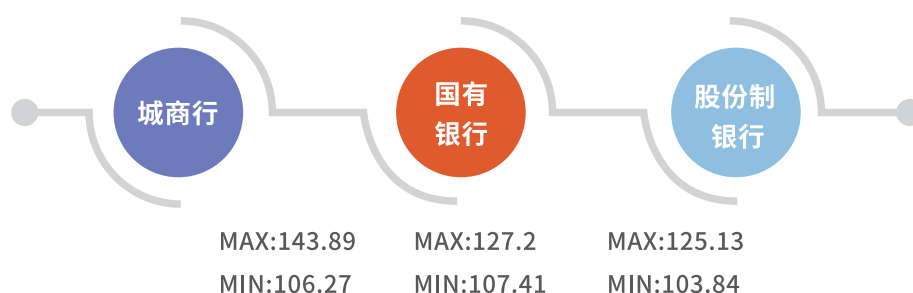 城商行
国有
银行
股份制
银行
MAX:143.89
MIN:106.27
MAX:127.2
MIN:107.41
MAX:125.13
MIN:103.84